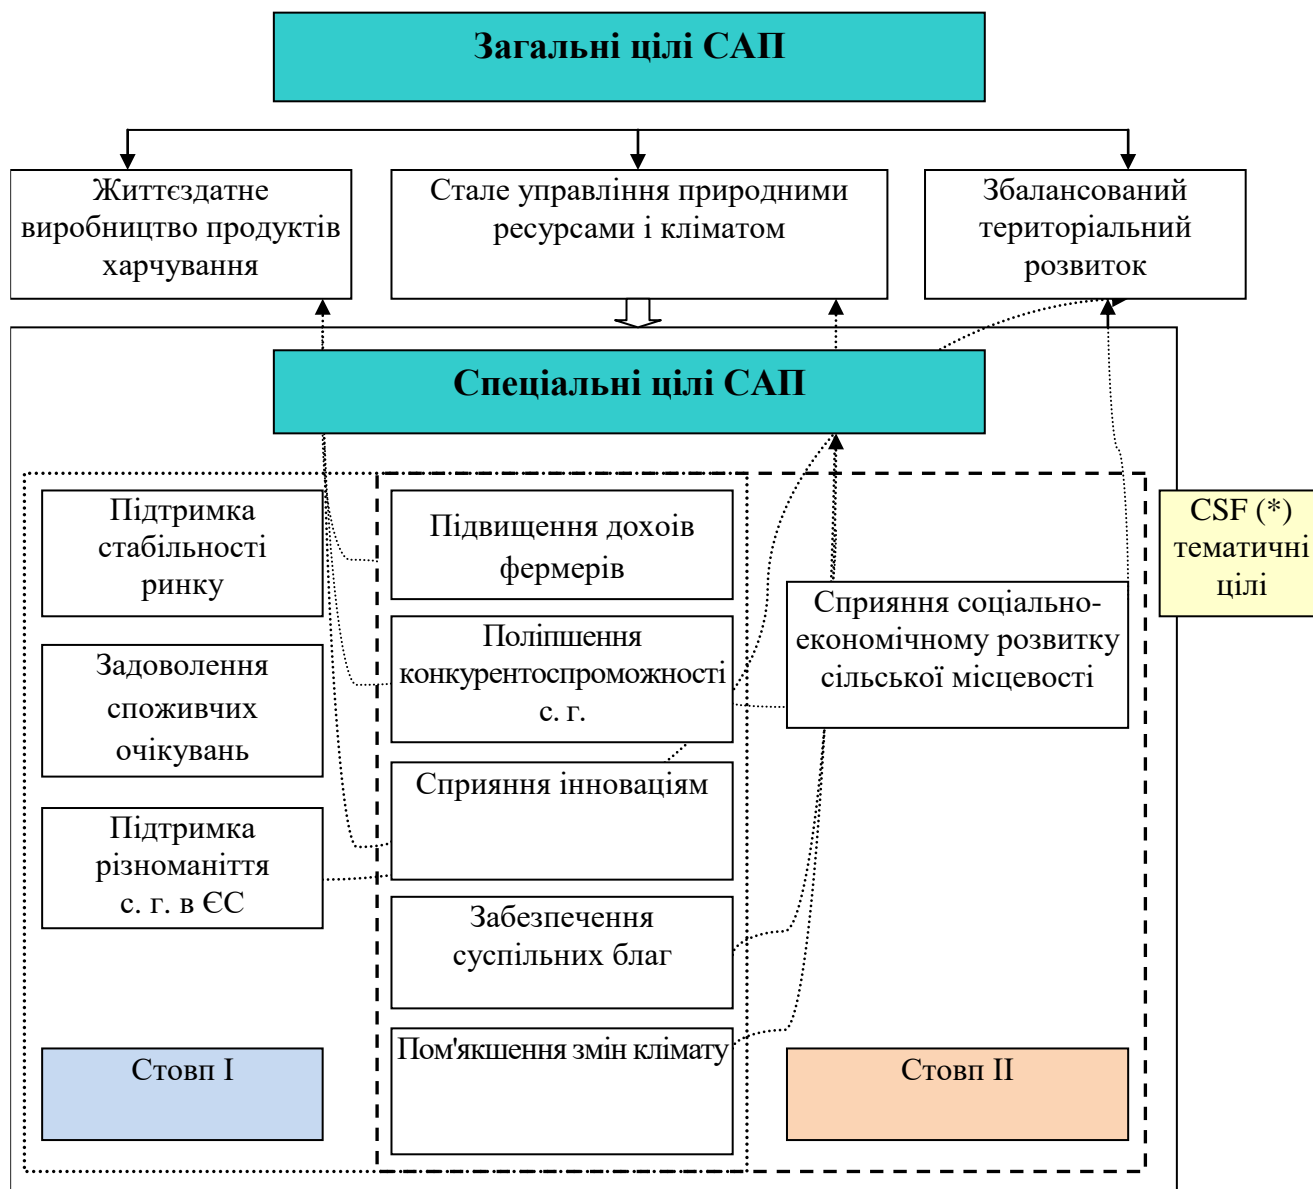 Загальні цілі САП
Життєздатне
виробництво продуктів
харчування
Стале управління природними
ресурсами і кліматом
Збалансований
територіальний
розвиток
Спеціальні цілі САП
Підтримка
стабільності
ринку
Задоволення
споживчих
очікувань
Підтримка
різноманіття
с. г. в ЄС
Стовп I
Підвищення дохоів
фермерів
Поліпшення
конкурентоспроможності
с. г.
Сприяння інноваціям
Забезпечення
суспільних благ
Пом'якшення змін клімату
Сприяння соціально-
економічному розвитку
сільської місцевості
Стовп II
CSF (*)
тематичні
цілі